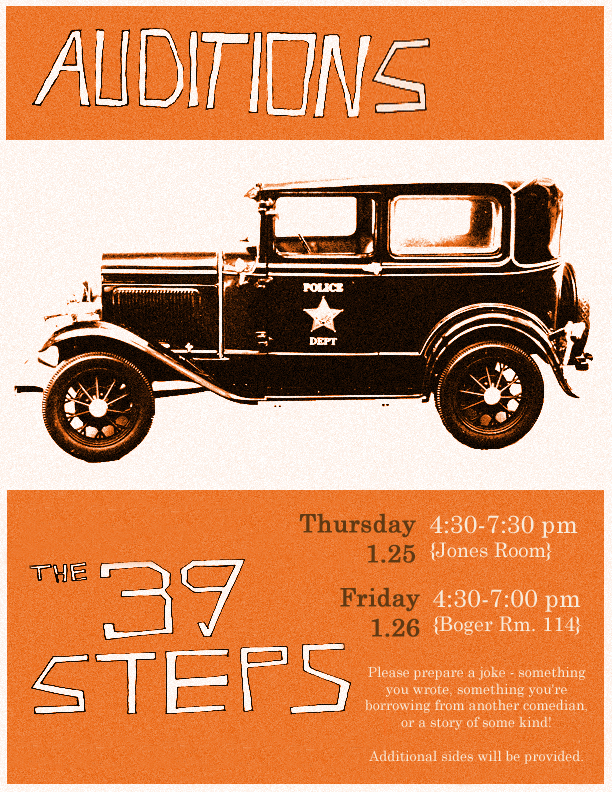 AUDITIONS
POLICE
DEPT
Thursday 4:30-7:30 pm
1.25 {Jones Room}
Friday 4:30-7:00 pm
1.26 {Boger Rm. 114}
THE 39
STEPS
Please prepare a joke - something
you wrote, something you're
borrowing from another comedian,
or a story of some kind!
Additional sides will be provided.